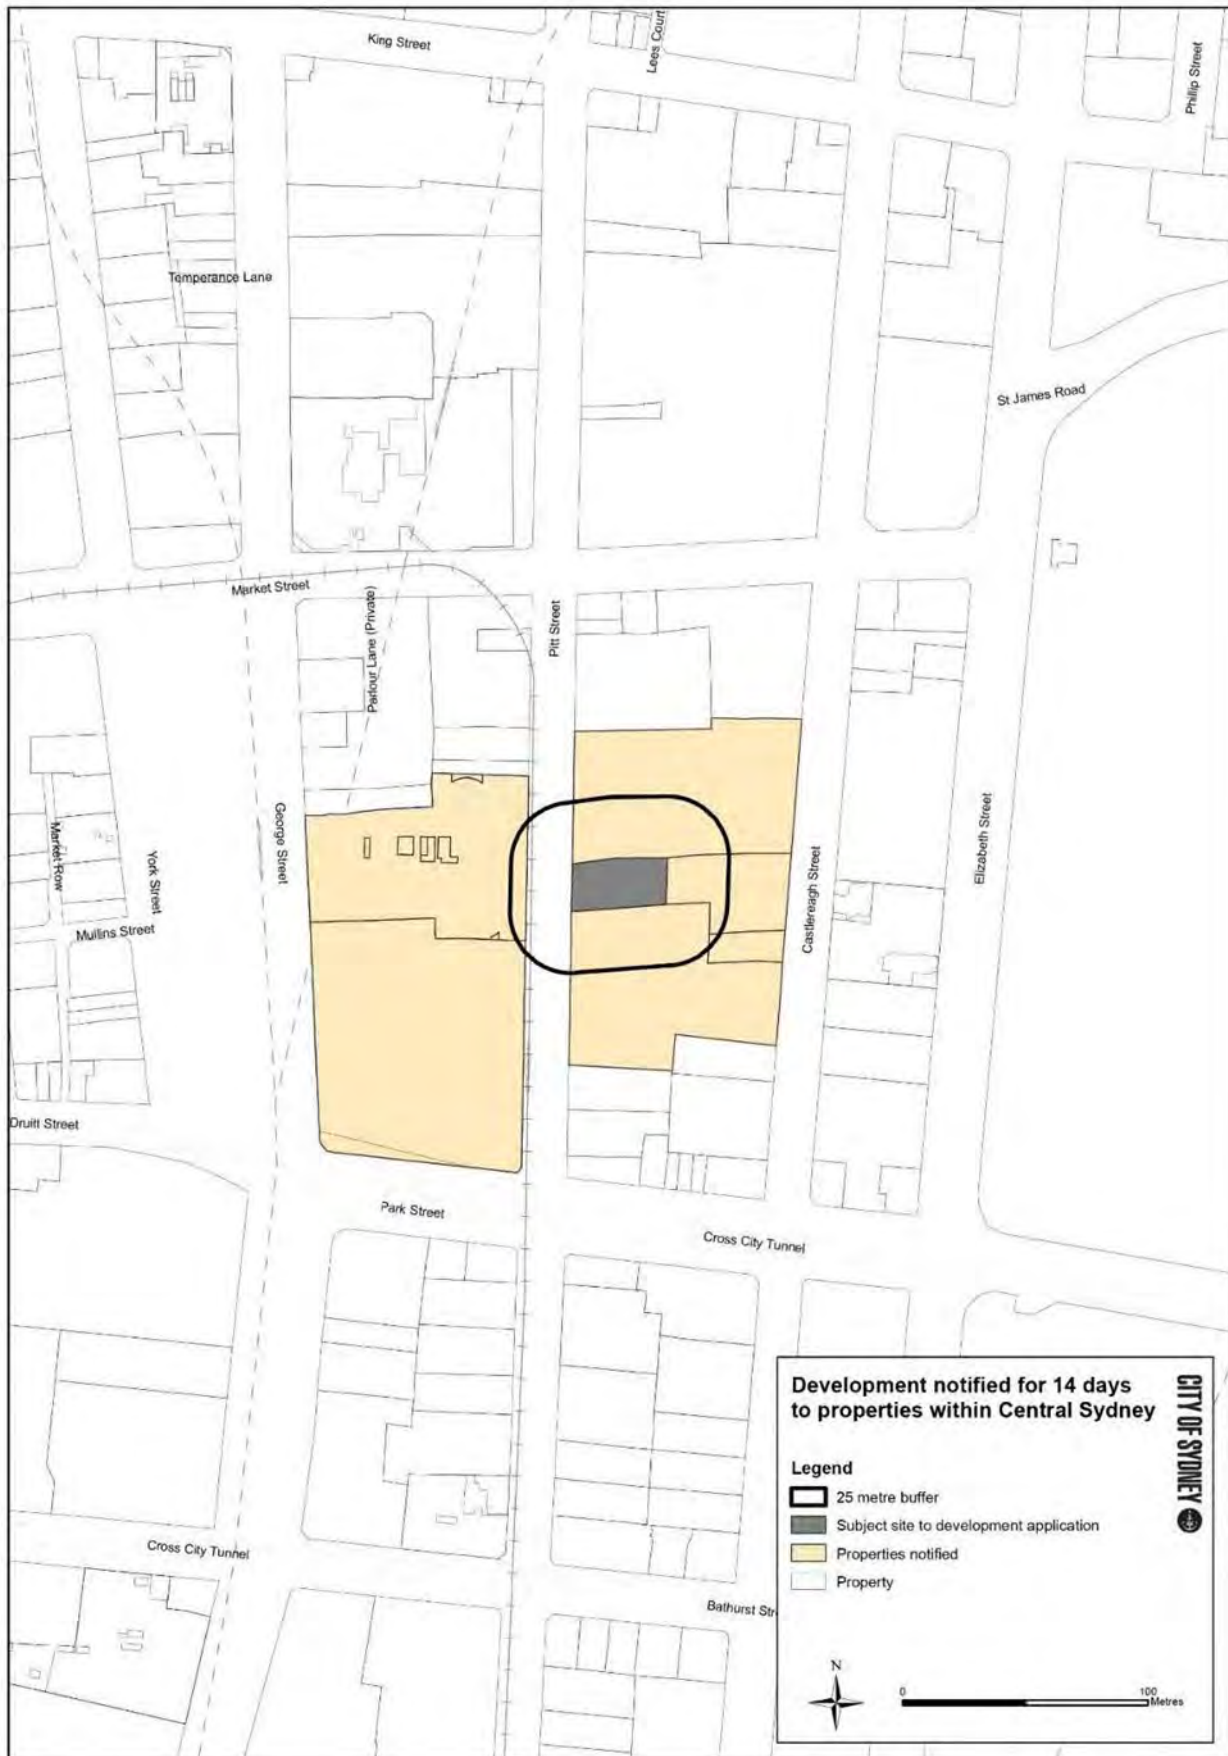 King Street
Lees Court
Phillip Street
Temperance Lane
St James Road
Market Street
Parlour Lane (Private)
Pitt Street
George Street
Castlereagh Street
Elizabeth Street
Market Row
York Street
Mullins Street
Druitt Street
Park Street
Cross City Tunnel
Cross City Tunnel
Bathurst Str
Development notified for 14 days
to properties within Central Sydney
CITY OF SYDNEY
Legend
25 metre buffer
Subject site to development application
Properties notified
Property
N
0
100
Metres